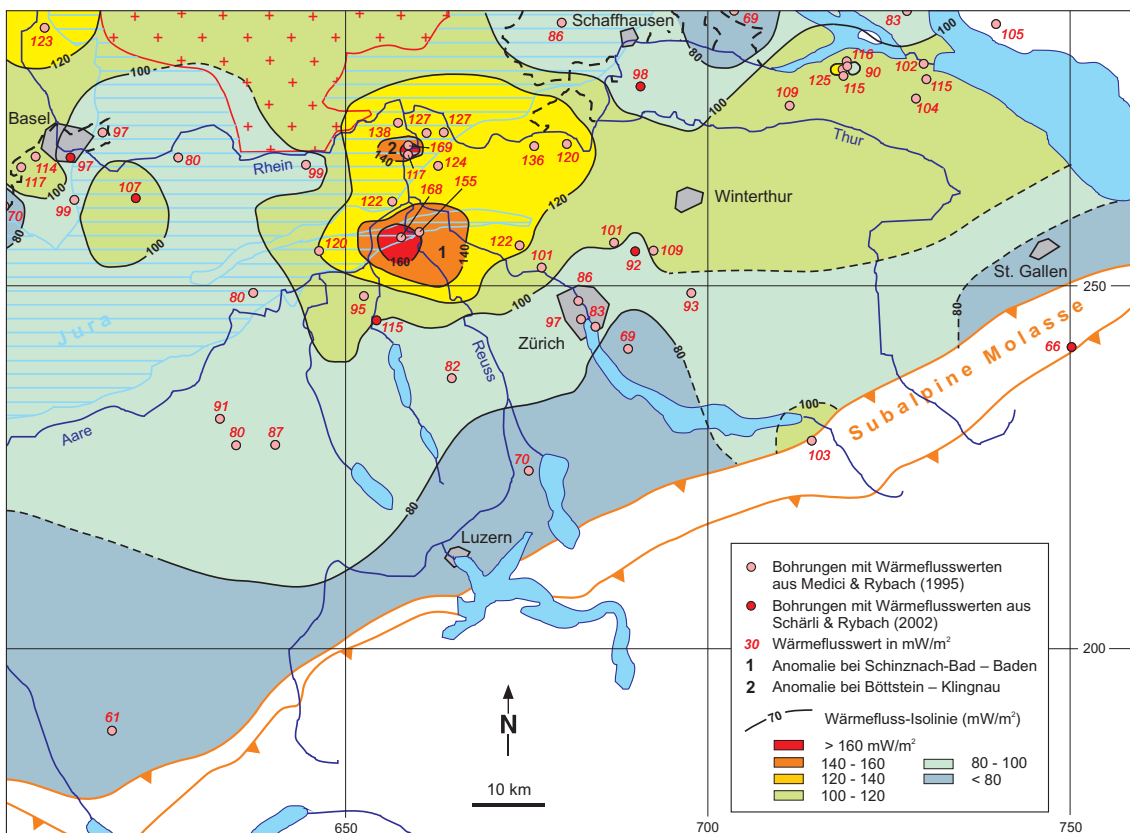 123
120
100
86
Schaffhausen
69
83
105
98
100
116
90
125
115
102
115
104
109
Basel
97
127
127
138
169
2
140
117
124
136
120
Thur
114
117
97
80
Rhein
99
107
168
155
99
100
70
80
100
122
120
Winterthur
120
160
1
140
122
101
101
92
109
St. Gallen
80
95
115
100
86
97
83
Zürich
93
250
Jura
69
80
80
66
Reuss
82
Subalpine Molasse
91
80
87
Aare
100
103
70
80
80
Luzern
61
N
10 km
Bohrungen mit Wärmeflusswerten
aus Medici & Rybach (1995)
Bohrungen mit Wärmeflusswerten aus
Schärli & Rybach (2002)
30 Wärmeflusswert in mW/m²
1 Anomalie bei Schinznach-Bad – Baden
2 Anomalie bei Böttstein – Klingnau
70 Wärmefluss-Isolinie (mW/m²)
> 160 mW/m²
140 - 160
120 - 140
100 - 120
80 - 100
< 80
200
650
700
750